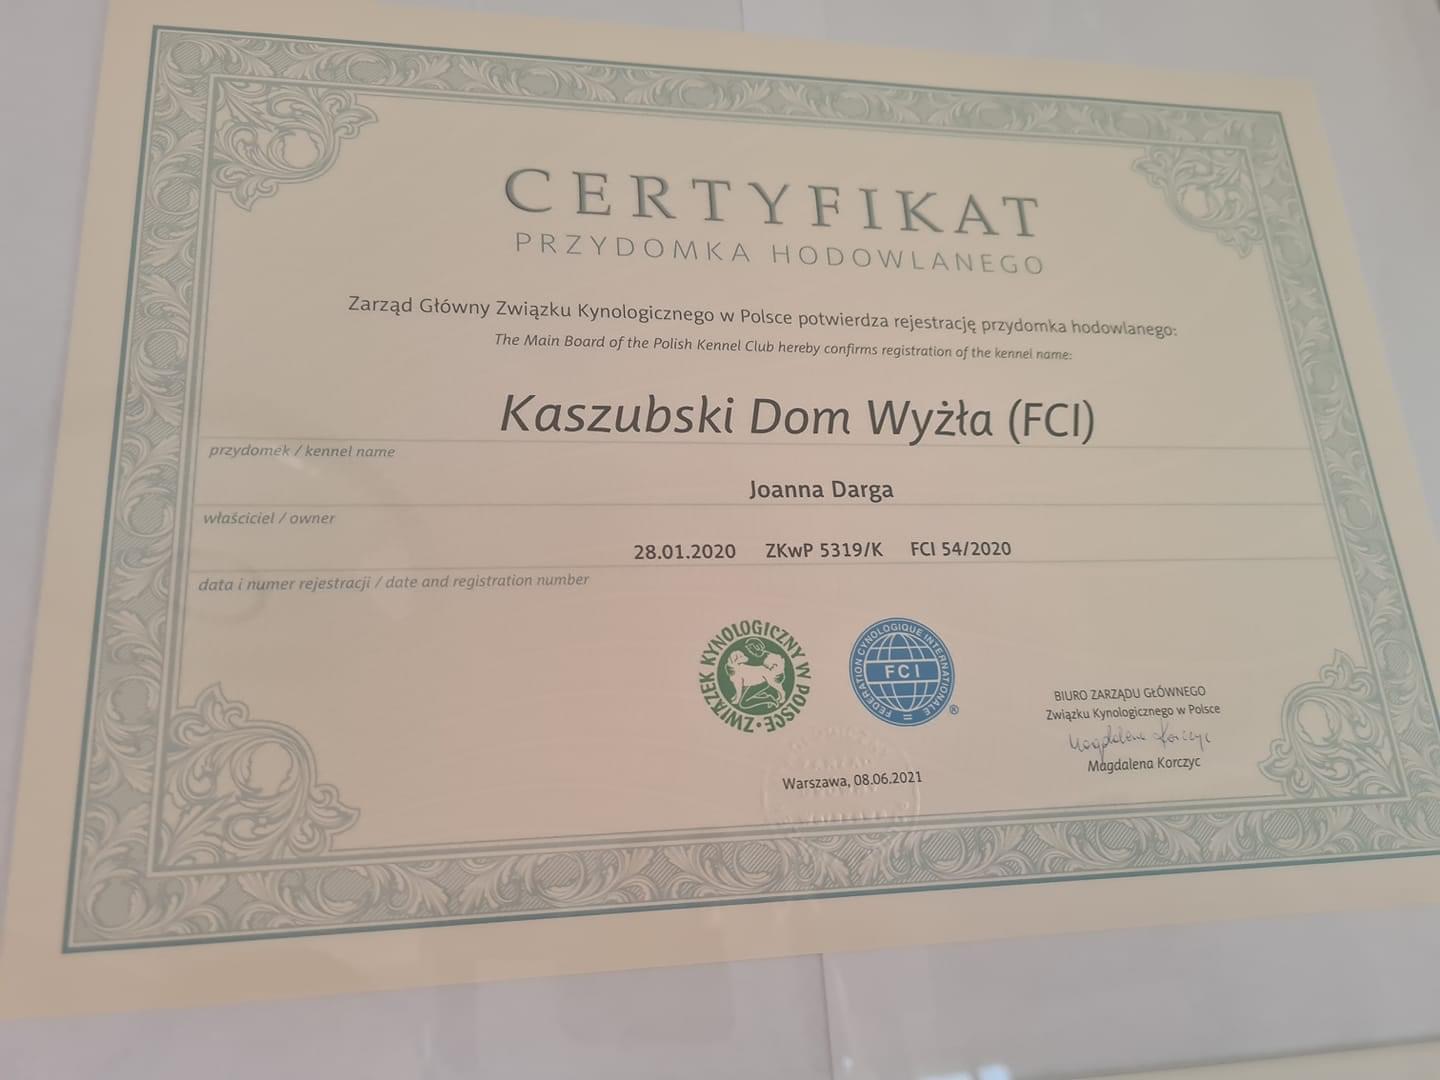 CERTYFIKAT
PRZYDOMKA HODOWLANEGO
Zarząd Główny Związku Kynologicznego w Polsce potwierdza rejestrację przydomka hodowlanego:
The Main Board of the Polish Kennel Club hereby confirms registration of the kennel name:
Kaszubski Dom Wyżła (FCI)
przydomek / kennel name
Joanna Darga
właściciel / owner
28.01.2020 ZKwP 5319/K FCI 54/2020
data i numer rejestracji / date and registration number
ZWIĄZEK KYNOLOGICZNY W POLSCE
FEDERATION CYNOLOGIQUE INTERNATIONALE
FCI
®
BIURO ZARZĄDU GŁÓWNEGO
Związku Kynologicznego w Polsce
Magdalena Korczyc
Magdalena Korczyc
Warszawa, 08.06.2021